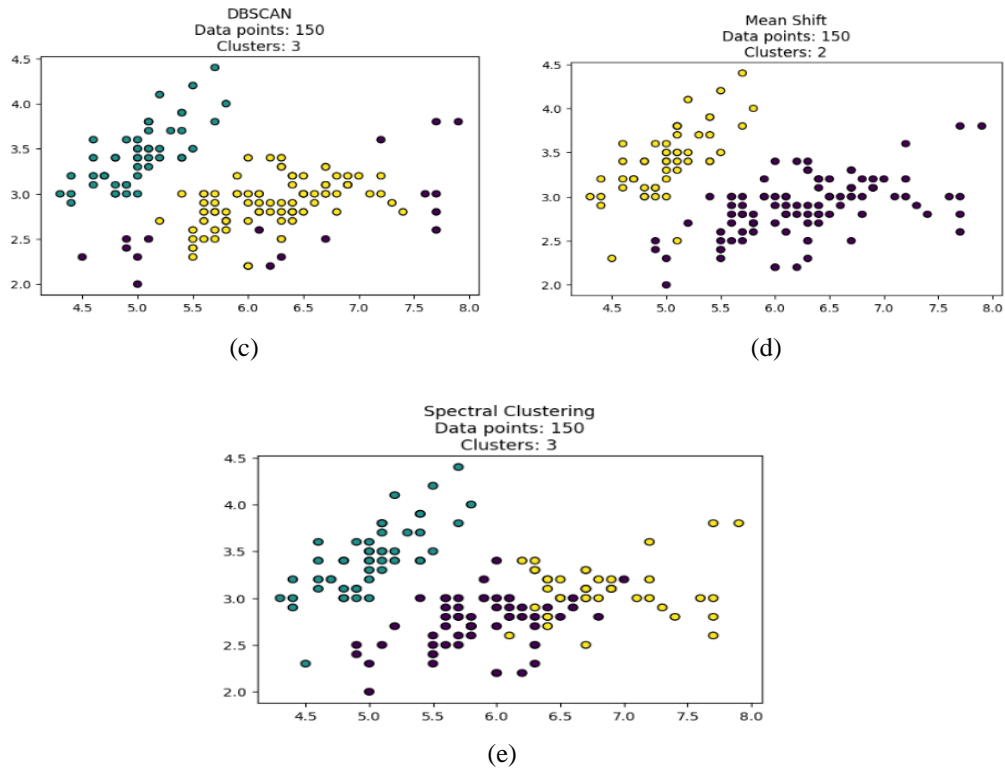 DBSCAN
Data points: 150
Clusters: 3
4.5
4.0
3.5
3.0
2.5
2.0
4.5 5.0 5.5 6.0 6.5 7.0 7.5 8.0
(c)
Mean Shift
Data points: 150
Clusters: 2
4.5
4.0
3.5
3.0
2.5
2.0
4.5 5.0 5.5 6.0 6.5 7.0 7.5 8.0
(d)
Spectral Clustering
Data points: 150
Clusters: 3
4.5
4.0
3.5
3.0
2.5
2.0
4.5 5.0 5.5 6.0 6.5 7.0 7.5 8.0
(e)